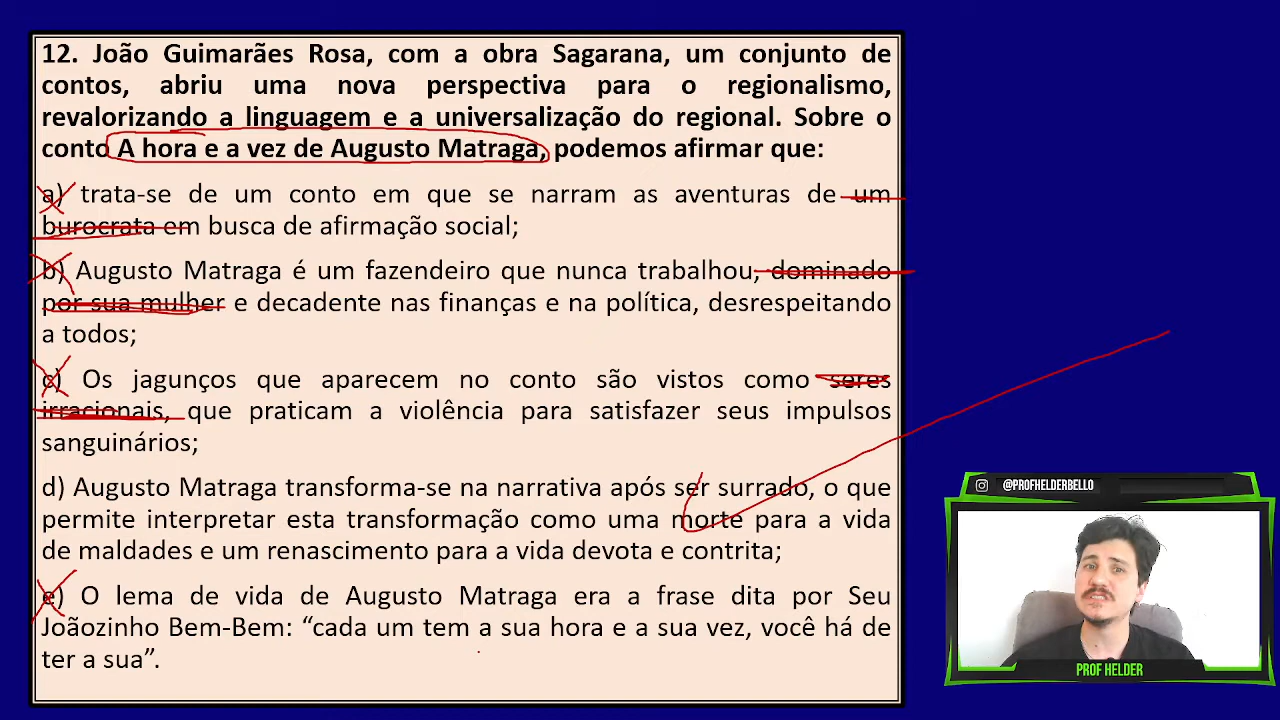 12. João Guimarães Rosa, com a obra Sagarana, um conjunto de
contos, abriu uma nova perspectiva para o regionalismo,
revalorizando a linguagem e a universalização do regional. Sobre o
conto A hora e a vez de Augusto Matraga, podemos afirmar que:
a) trata-se de um conto em que se narram as aventuras de um
burocrata em busca de afirmação social;
b) Augusto Matraga é um fazendeiro que nunca trabalhou, dominado
por sua mulher e decadente nas finanças e na política, desrespeitando
a todos;
c) Os jagunços que aparecem no conto são vistos como seres
irracionais, que praticam a violência para satisfazer seus impulsos
sanguinários;
d) Augusto Matraga transforma-se na narrativa após ser surrado, o que
permite interpretar esta transformação como uma morte para a vida
de maldades e um renascimento para a vida devota e contrita;
e) O lema de vida de Augusto Matraga era a frase dita por Seu
Joãozinho Bem-Bem: “cada um tem a sua hora e a sua vez, você há de
ter a sua”.
@PROFHELDERBELLO
PROF HELDER